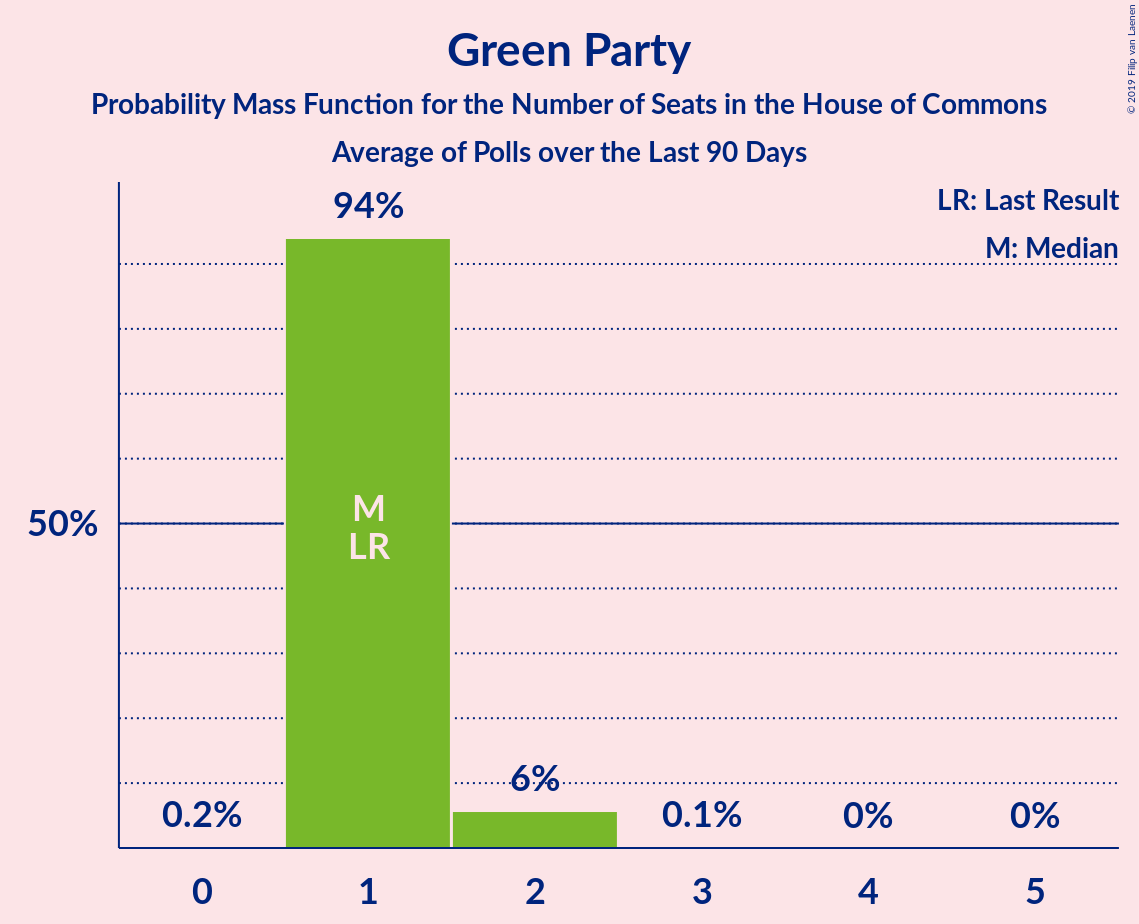 Green Party
Probability Mass Function for the Number of Seats in the House of Commons
Average of Polls over the Last 90 Days
© 2019 Filip van Laenen
LR: Last Result
M: Median
94%
M
LR
50%
6%
0.2%
0.1%
0%
0%
0 1 2 3 4 5